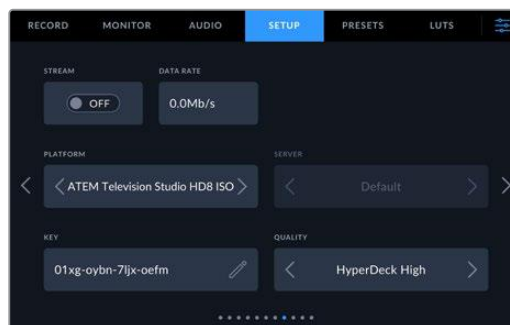 RECORD MONITOR AUDIO SETUP PRESETS LUTS
STREAM DATA RATE
OFF 0.0Mb/s
PLATFORM SERVER
ATEM Television Studio HD8 ISO Default
KEY QUALITY
01xg-oybn-7ljx-oefm HyperDeck High